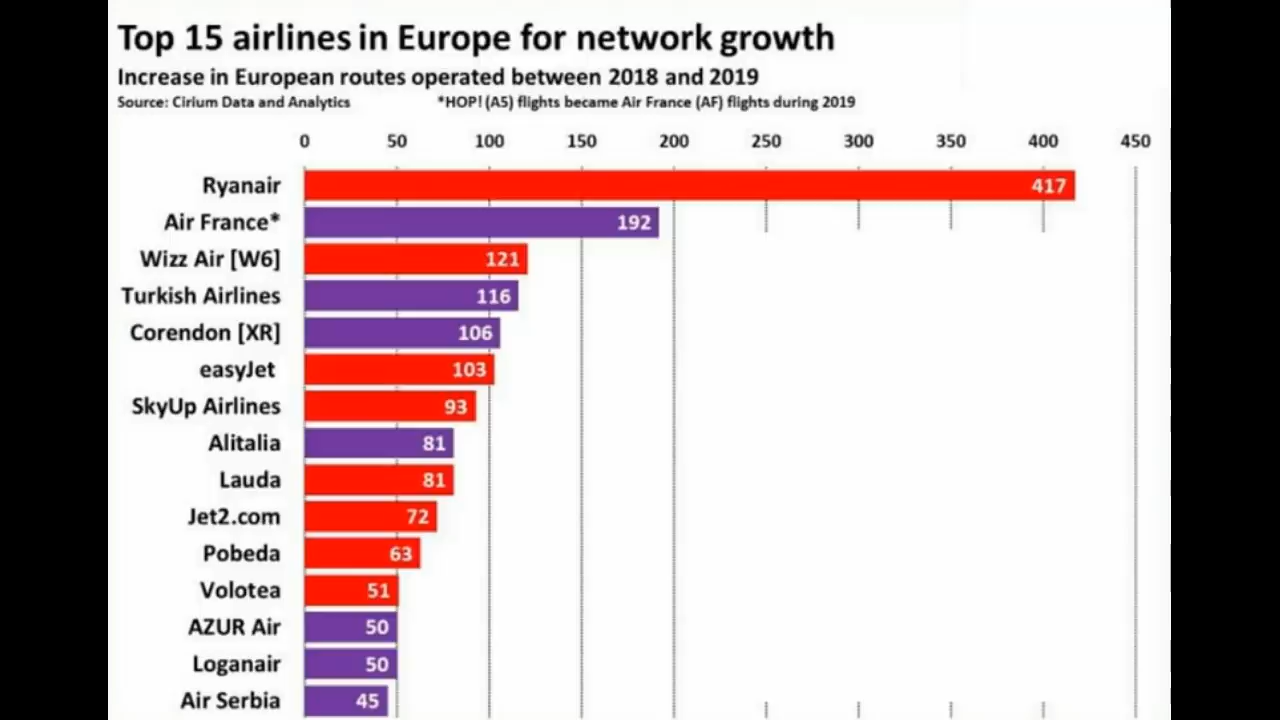 Top 15 airlines in Europe for network growth
Increase in European routes operated between 2018 and 2019
Source: Cirium Data and Analytics *HOP! (A5) flights became Air France (AF) flights during 2019
0 50 100 150 200 250 300 350 400 450
Ryanair 417
Air France* 192
Wizz Air [W6] 121
Turkish Airlines 116
Corendon [XR] 106
easyJet 103
SkyUp Airlines 93
Alitalia 81
Lauda 81
Jet2.com 72
Pobeda 63
Volotea 51
AZUR Air 50
Loganair 50
Air Serbia 45